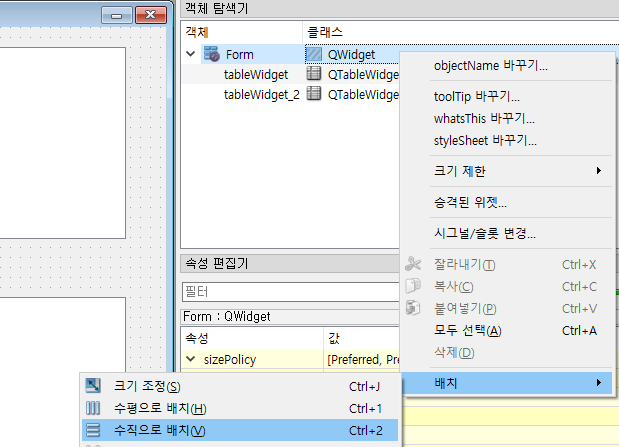 객체 탐색기
객체 클래스
Form QWidget
tableWidget QTableWidge
tableWidget_2 QTableWidge
objectName 바꾸기...
toolTip 바꾸기...
whatsThis 바꾸기...
styleSheet 바꾸기...
크기 제한
승격된 위젯...
시그널/슬롯 변경...
잘라내기(T) Ctrl+X
복사(C) Ctrl+C
붙여넣기(P) Ctrl+V
모두 선택(A) Ctrl+A
삭제(D)
배치
속성 편집기
필터
Form : QWidget
속성 값
sizePolicy [Preferred, Pre
크기 조정(S) Ctrl+J
수평으로 배치(H) Ctrl+1
수직으로 배치(V) Ctrl+2